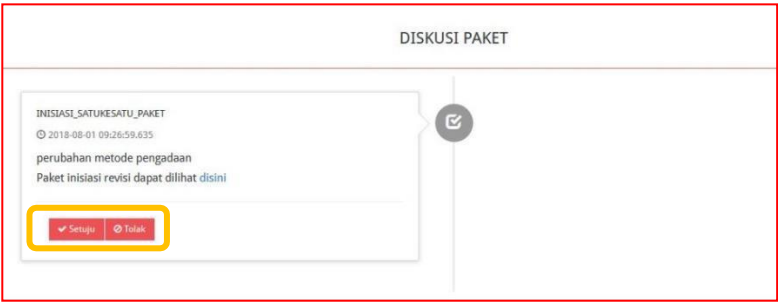 DISKUSI PAKET
INISIASI_SATUKESATU_PAKET
2018-08-01 09:26:59.635
perubahan metode pengadaan
Paket inisiasi revisi dapat dilihat disini
Setuju Tolak